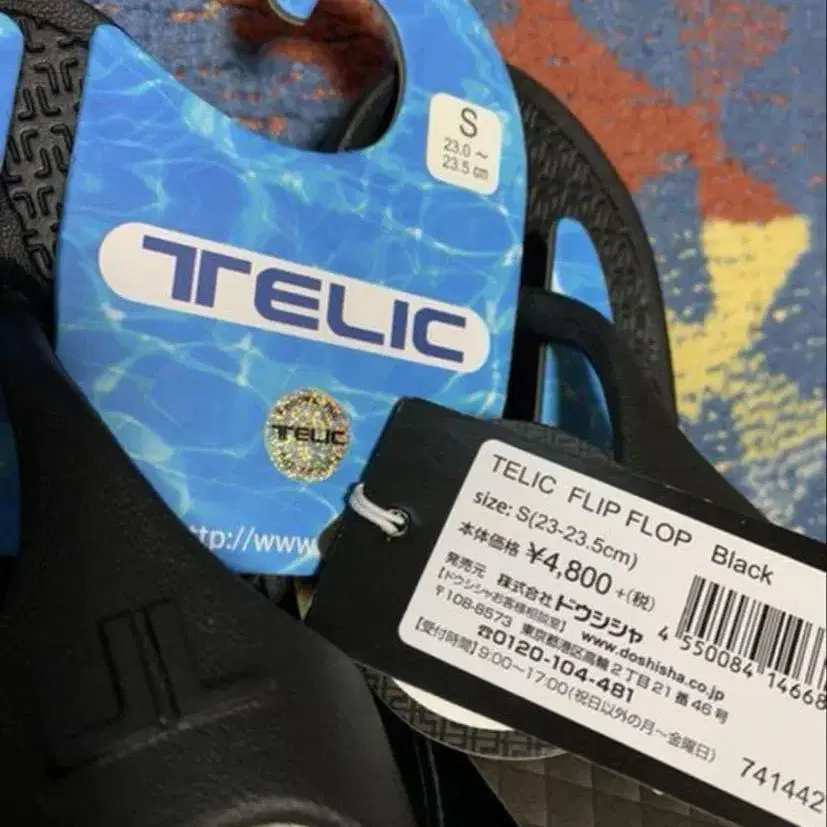 S
23.0～
23.5㎝
TELIC
TELIC
http://www.
TELIC FLIP FLOP Black
size: S(23-23.5cm)
本体価格 ¥4,800 +(税)
発売元 株式会社ドウシシャ
【ドウシシャお客様相談室】 www.doshisha.co.jp
〒108-8573 東京都港区高輪2丁目21番46号
☎0120-104-481
【受付時間】9:00～17:00(祝日以外の月～金曜日)
4 550084 14668
741442